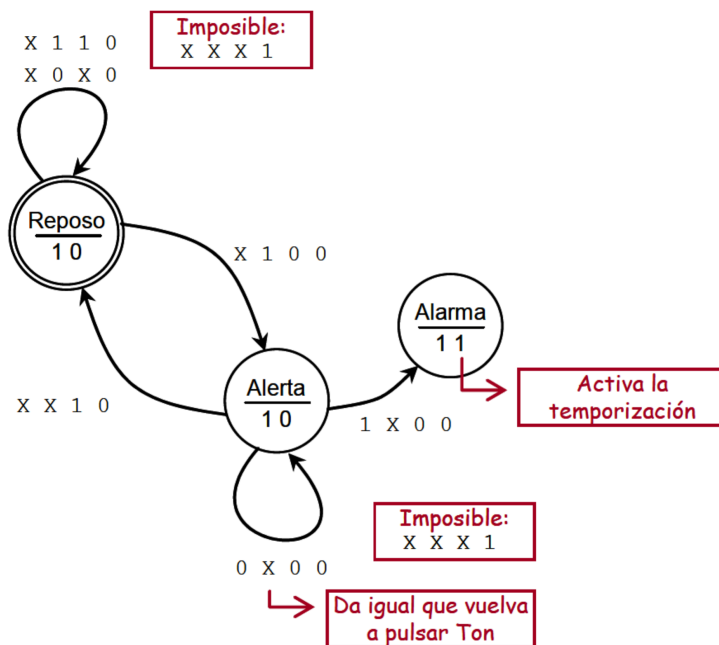 Imposible:
X X X 1
X 1 1 0
X 0 X 0
Reposo
1 0
X 1 0 0
Alarma
1 1
Activa la
temporización
Alerta
1 0
X X 1 0
1 X 0 0
Imposible:
X X X 1
0 X 0 0
Da igual que vuelva
a pulsar Ton